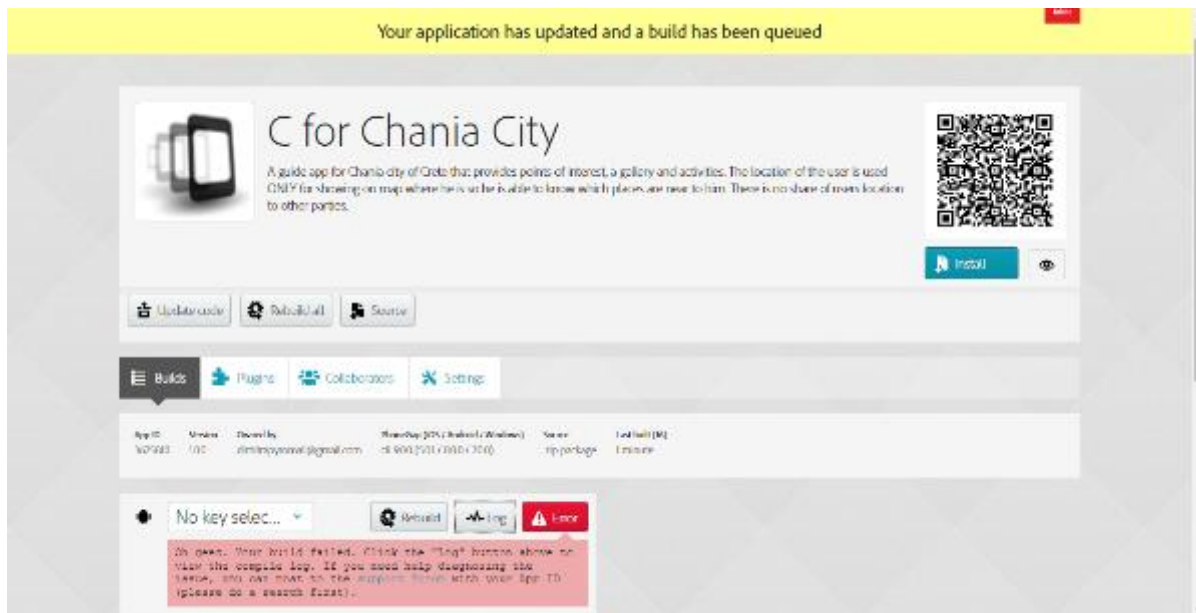 Your application has updated and a build has been queued
C for Chania City
A guide app for Chania city of Crete that provides points of interest, a gallery and activities. The location of the user is used
ONLY for showing on map where he is so he is able to know which places are near to him. There is no share of users location
to other parties.
Install
Update code
Rebuild all
Source
Builds
Plugins
Collaborators
Settings
App ID
Version
Owned by
PhoneGap (iOS / Android / Windows)
Source
Last built (16)
.zip package
1 minute
No key selec...
Rebuild
Log
Error
Oh geez. Your build failed. Click the "Log" button above to
view the compile log. If you need help diagnosing the
issue, you can post to the support forum with your App ID
(please do a search first).